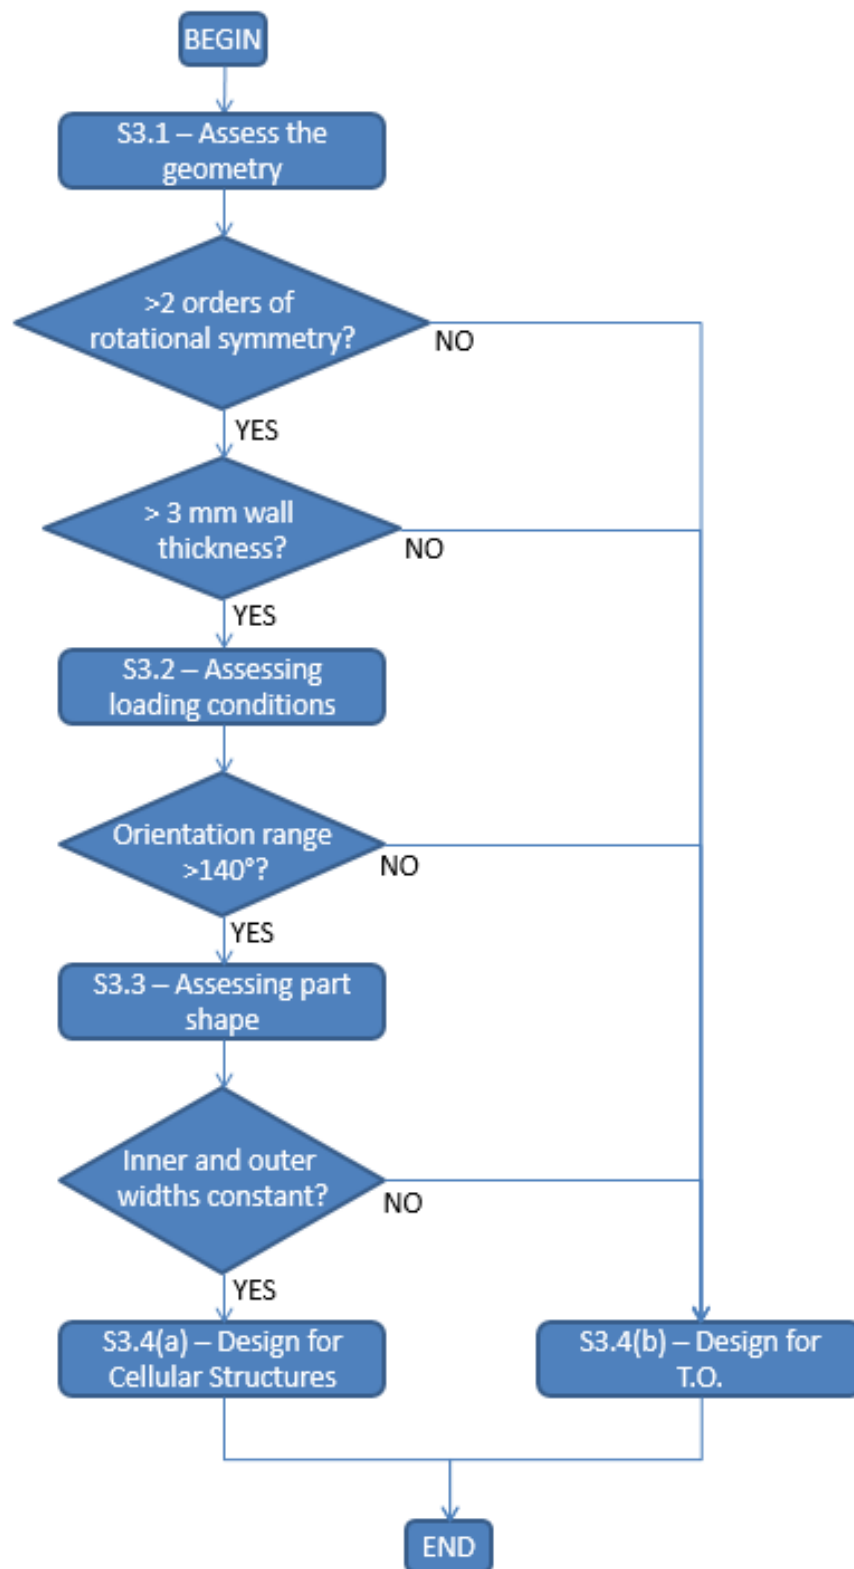 BEGIN
S3.1 – Assess the
geometry
>2 orders of
rotational symmetry?
NO
YES
> 3 mm wall
thickness?
NO
YES
S3.2 – Assessing
loading conditions
Orientation range
>140°?
NO
YES
S3.3 – Assessing part
shape
Inner and outer
widths constant?
NO
YES
S3.4(a) – Design for
Cellular Structures
S3.4(b) – Design for
T.O.
END